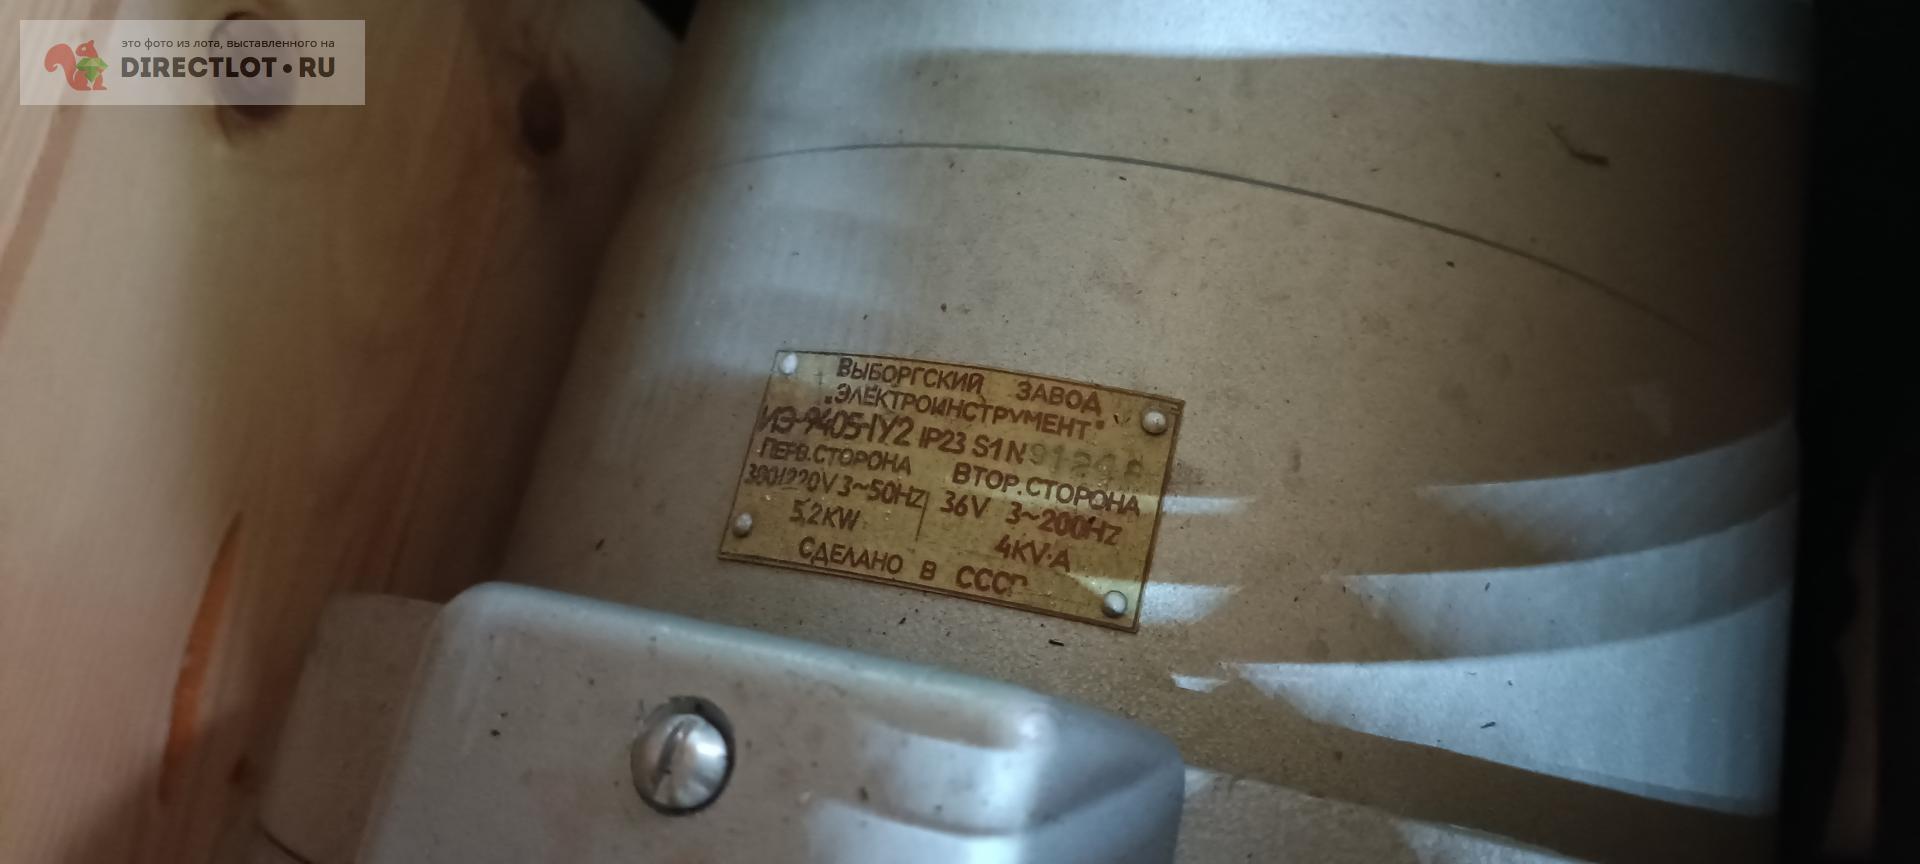 это фото из лота, выставленного на
DIRECTLOT•RU
ВЫБОРГСКИЙ ЗАВОД
„ЭЛЕКТРОИНСТРУМЕНТ"
ИЭ-9405-1У2 IP23 S1 N
ПЕРВ.СТОРОНА ВТОР.СТОРОНА
380/220V 3~50HZ 36V 3~200HZ
5,2KW 4KV·A
СДЕЛАНО В СССР